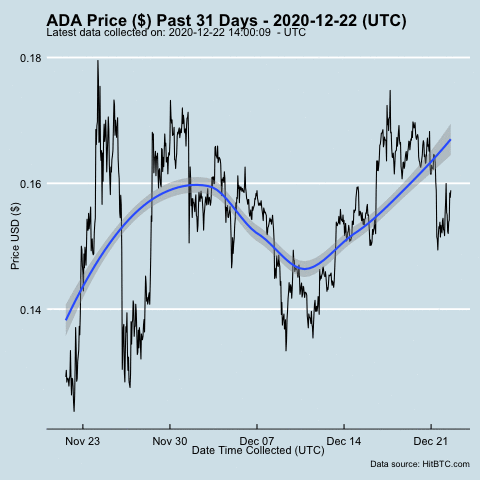 ADA Price ($) Past 31 Days - 2020-12-22 (UTC)
Latest data collected on: 2020-12-22 14:00:09  - UTC
0.18
0.16
0.14
Price USD ($)
Nov 23
Nov 30
Dec 07
Dec 14
Dec 21
Date Time Collected (UTC)
Data source: HitBTC.com